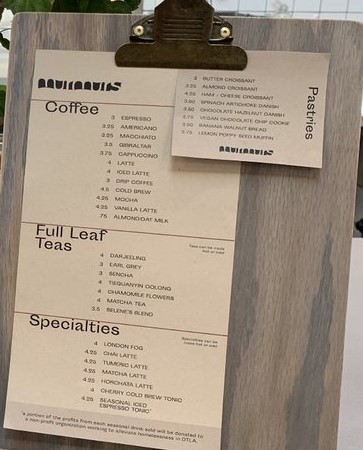 Coffee
3 ESPRESSO
3.25 AMERICANO
3.25 MACCHIATO
3.5 GIBRALTAR
3.75 CAPPUCCINO
4 LATTE
4 ICED LATTE
3 DRIP COFFEE
4.5 COLD BREW
4.25 MOCHA
4.25 VANILLA LATTE
.75 ALMOND/OAT MILK
Full Leaf
Teas
Teas can be made
hot or iced
4 DARJEELING
3 EARL GREY
3 SENCHA
4 TIEGUANYIN OOLONG
4 CHAMOMILE FLOWERS
4 MATCHA TEA
3.5 SELENE'S BLEND
Specialties
Specialties can be
made hot or iced
4 LONDON FOG
4.25 CHAI LATTE
4.25 TUMERIC LATTE
4.25 MATCHA LATTE
4.25 HORCHATA LATTE
4 CHERRY COLD BREW TONIC
4.25 SEASONAL ICED
ESPRESSO TONIC*
*a portion of the profits from each seasonal drink sold will be donated to
a non-profit organization working to alleviate homelessness in DTLA.
Pastries
3 BUTTER CROISSANT
3.25 ALMOND CROISSANT
4.25 HAM + CHEESE CROISSANT
3.50 SPINACH ARTICHOKE DANISH
3.50 CHOCOLATE HAZELNUT DANISH
2.75 VEGAN CHOCOLATE CHIP COOKIE
3.50 BANANA WALNUT BREAD
3.75 LEMON POPPY SEED MUFFIN